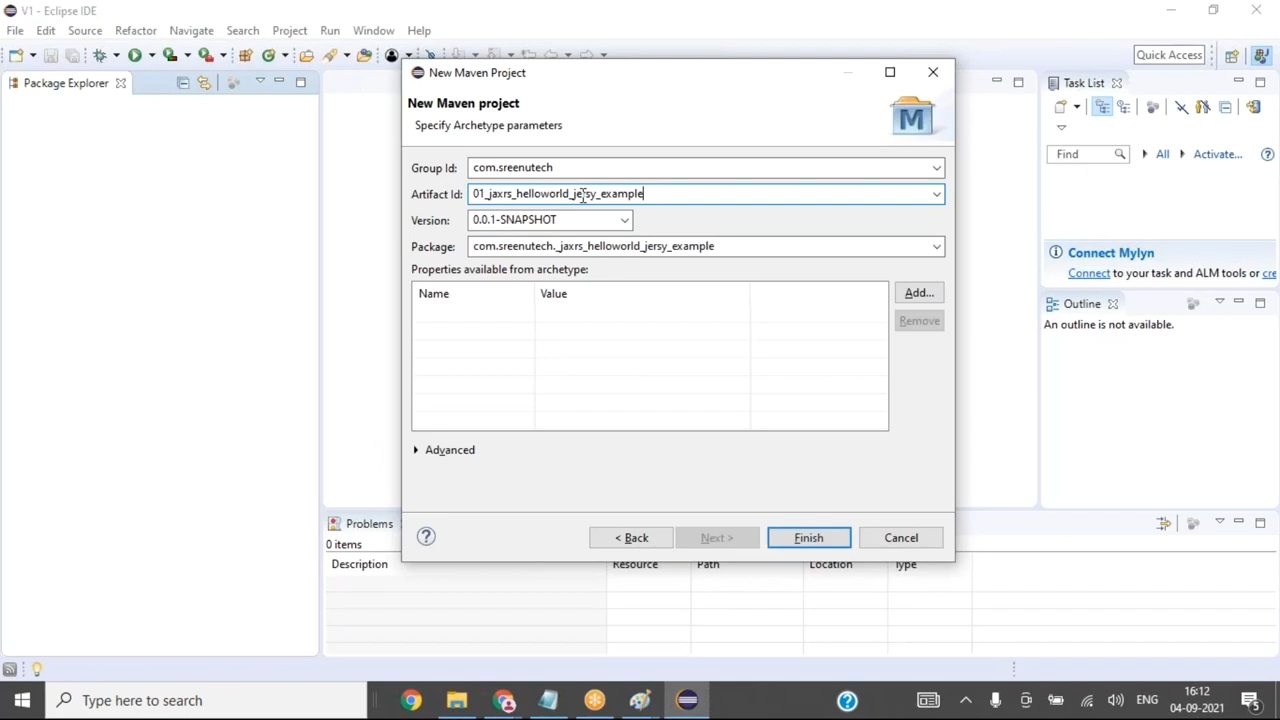 V1 - Eclipse IDE
File Edit Source Refactor Navigate Search Project Run Window Help
Quick Access
Package Explorer
New Maven Project
New Maven project
Specify Archetype parameters
M
Group Id: com.sreenutech
Artifact Id: 01_jaxrs_helloworld_jersy_example
Version: 0.0.1-SNAPSHOT
Package: com.sreenutech._jaxrs_helloworld_jersy_example
Properties available from archetype:
Name Value
Add...
Remove
Advanced
< Back Next > Finish Cancel
Task List
Find All Activate...
Connect Mylyn
Connect to your task and ALM tools or cre
Outline
An outline is not available.
Problems
0 items
Description Resource Path Location Type
Type here to search
ENG
16:12
04-09-2021
5